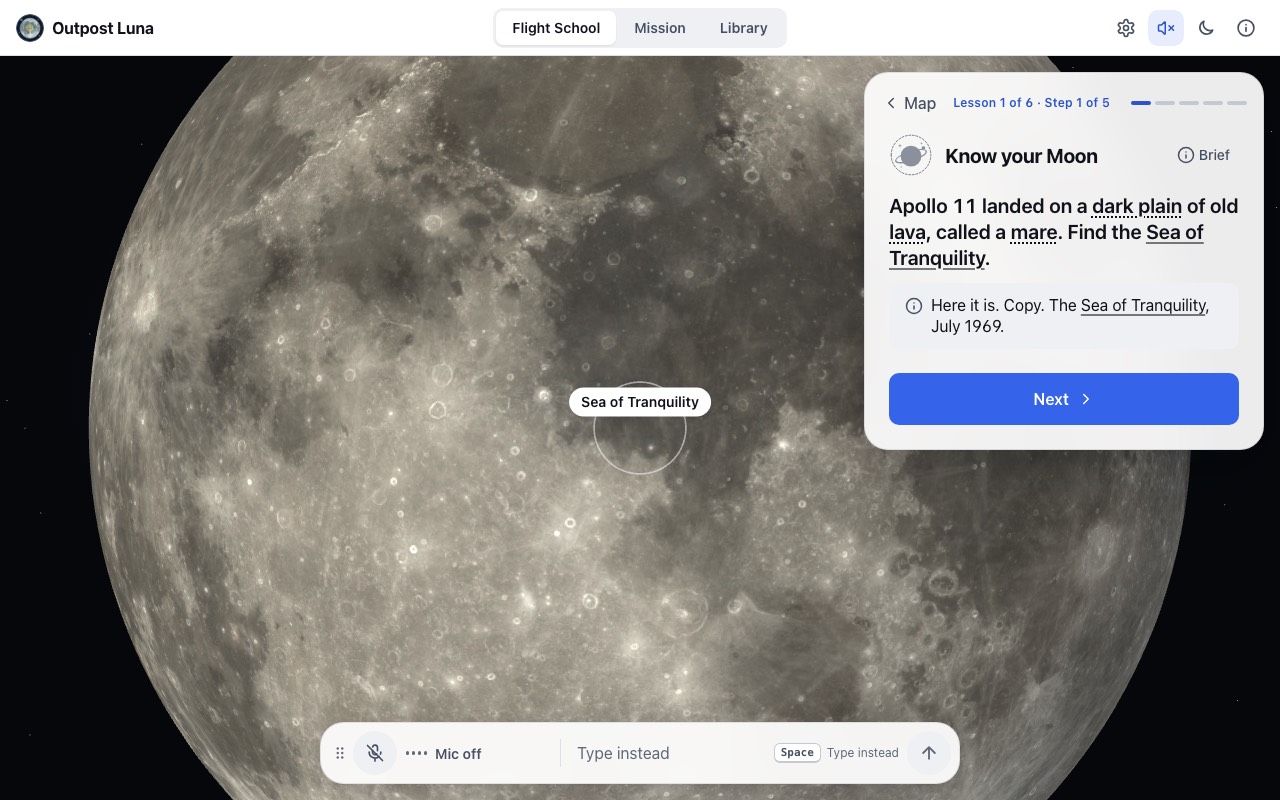 Outpost Luna
Flight School
Mission
Library
Map
Lesson 1 of 6 · Step 1 of 5
Know your Moon
Brief
Apollo 11 landed on a dark plain of old
lava, called a mare. Find the Sea of
Tranquility.
Here it is. Copy. The Sea of Tranquility,
July 1969.
Next
Sea of Tranquility
Mic off
Type instead
Space
Type instead